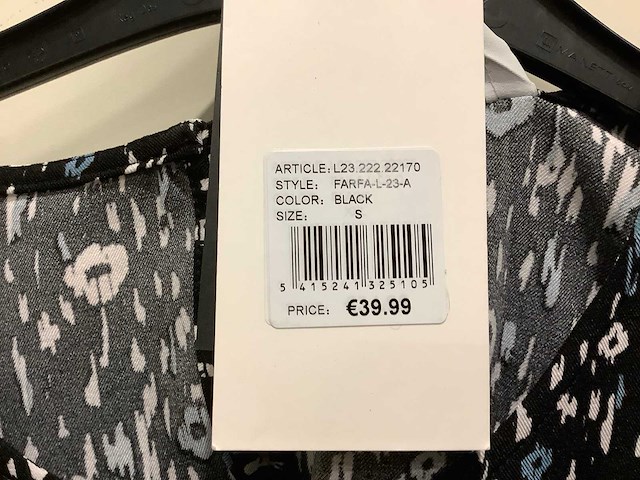 ARTICLE: L23.222.22170
STYLE: FARFA-L-23-A
COLOR: BLACK
SIZE: S
5 415241 325105
PRICE: €39.99